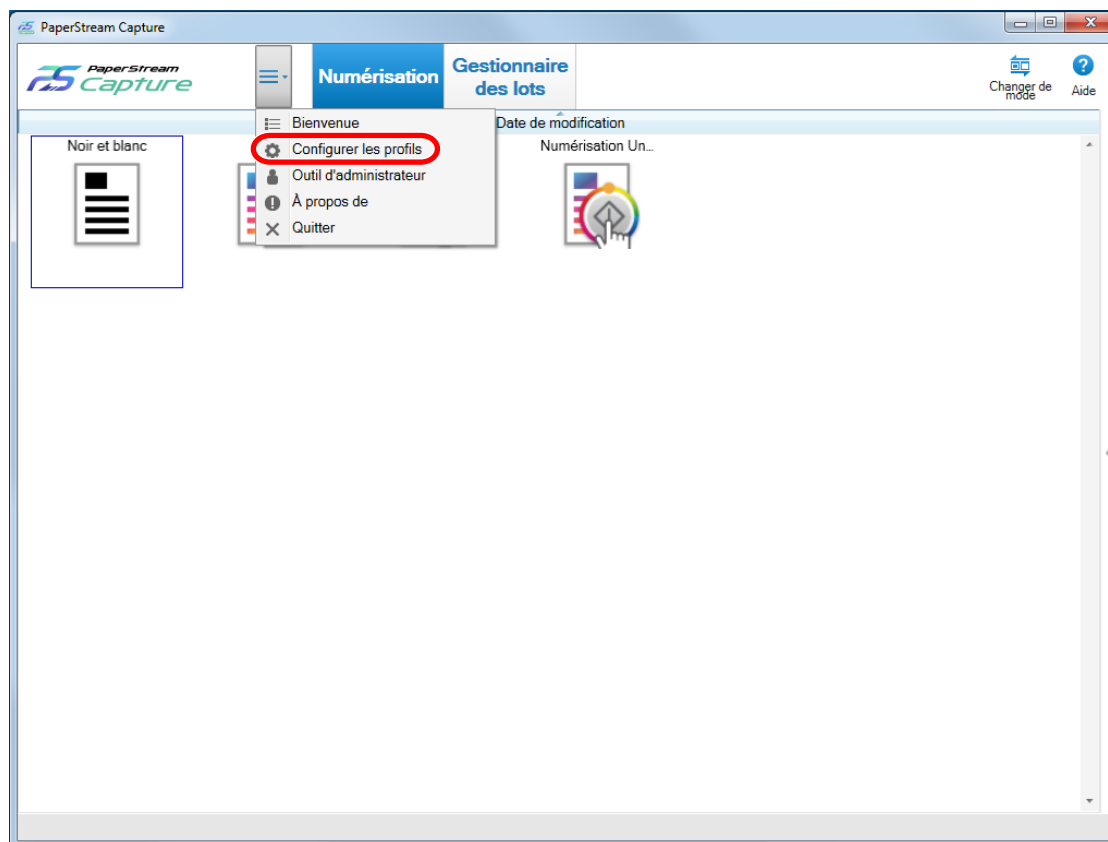 PaperStream Capture
PaperStream
Capture
Numérisation
Gestionnaire
des lots
Changer de
mode
Aide
Date de modification
Bienvenue
Configurer les profils
Outil d'administrateur
À propos de
Quitter
Noir et blanc
Numérisation Un...